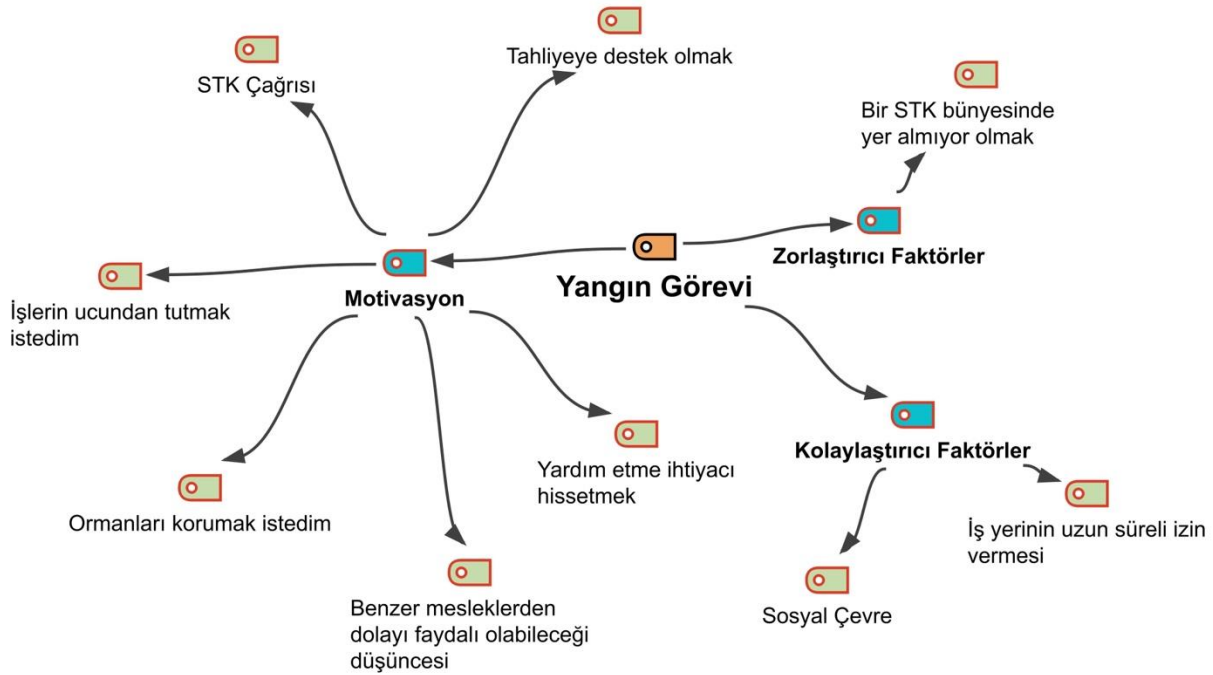 STK Çağrısı
Tahliyeye destek olmak
Bir STK bünyesinde
yer almıyor olmak
Zorlaştırıcı Faktörler
Yangın Görevi
Motivasyon
İşlerin ucundan tutmak
istedim
Ormanları korumak istedim
Benzer mesleklerden
dolayı faydalı olabileceği
düşüncesi
Yardım etme ihtiyacı
hissetmek
Kolaylaştırıcı Faktörler
Sosyal Çevre
İş yerinin uzun süreli izin
vermesi